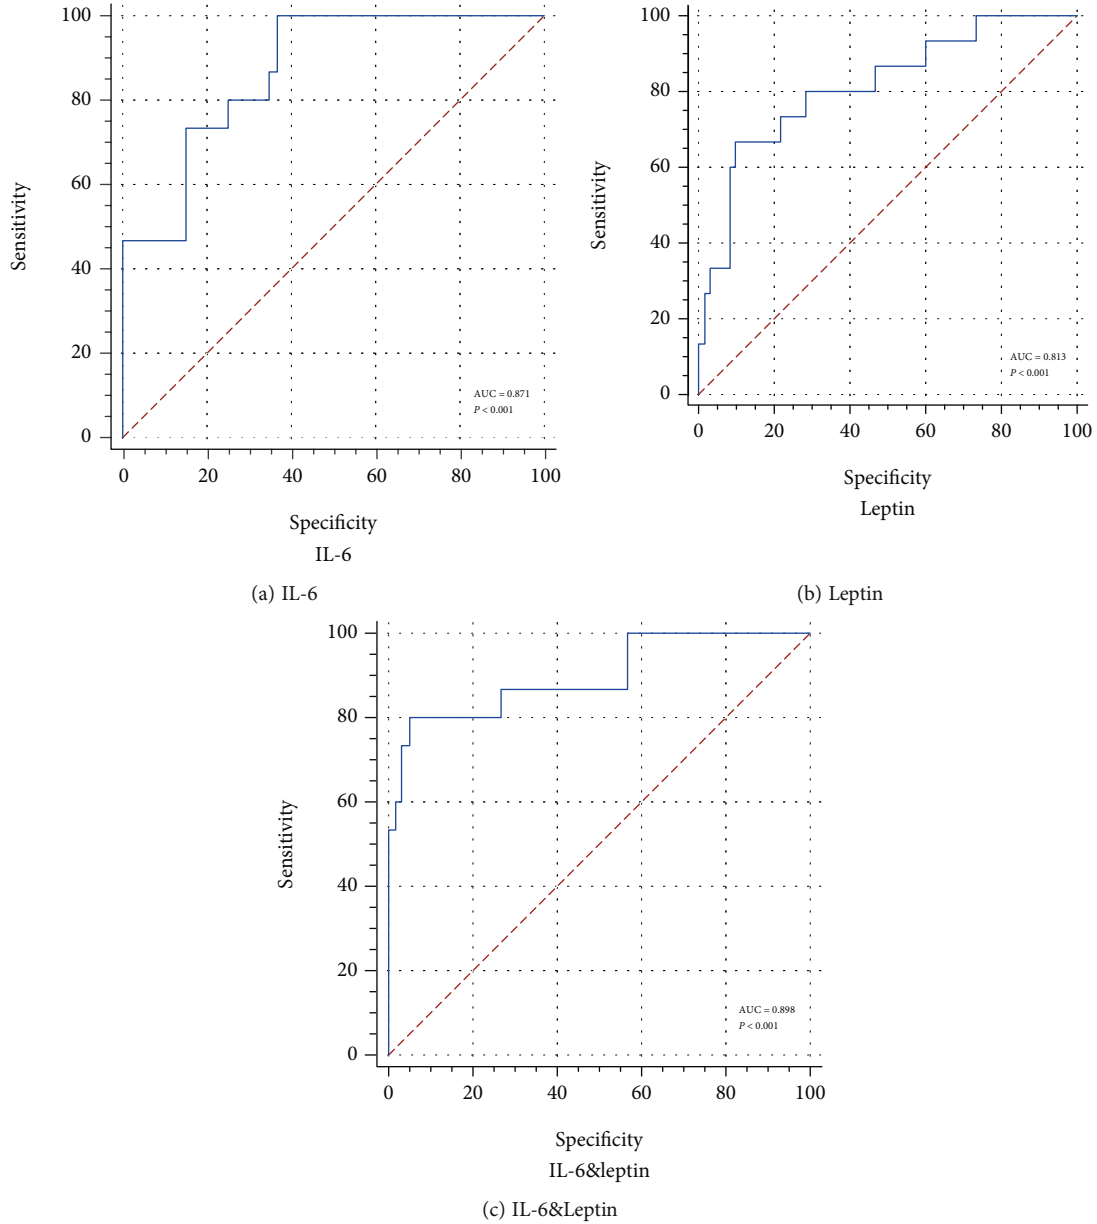 100
80
60
40
20
0
Sensitivity
AUC = 0.871
P < 0.001
0 20 40 60 80 100
Specificity
IL-6
(a) IL-6
100
80
60
40
20
0
Sensitivity
AUC = 0.813
P < 0.001
0 20 40 60 80 100
Specificity
Leptin
(b) Leptin
100
80
60
40
20
0
Sensitivity
AUC = 0.898
P < 0.001
0 20 40 60 80 100
Specificity
IL-6&leptin
(c) IL-6&Leptin